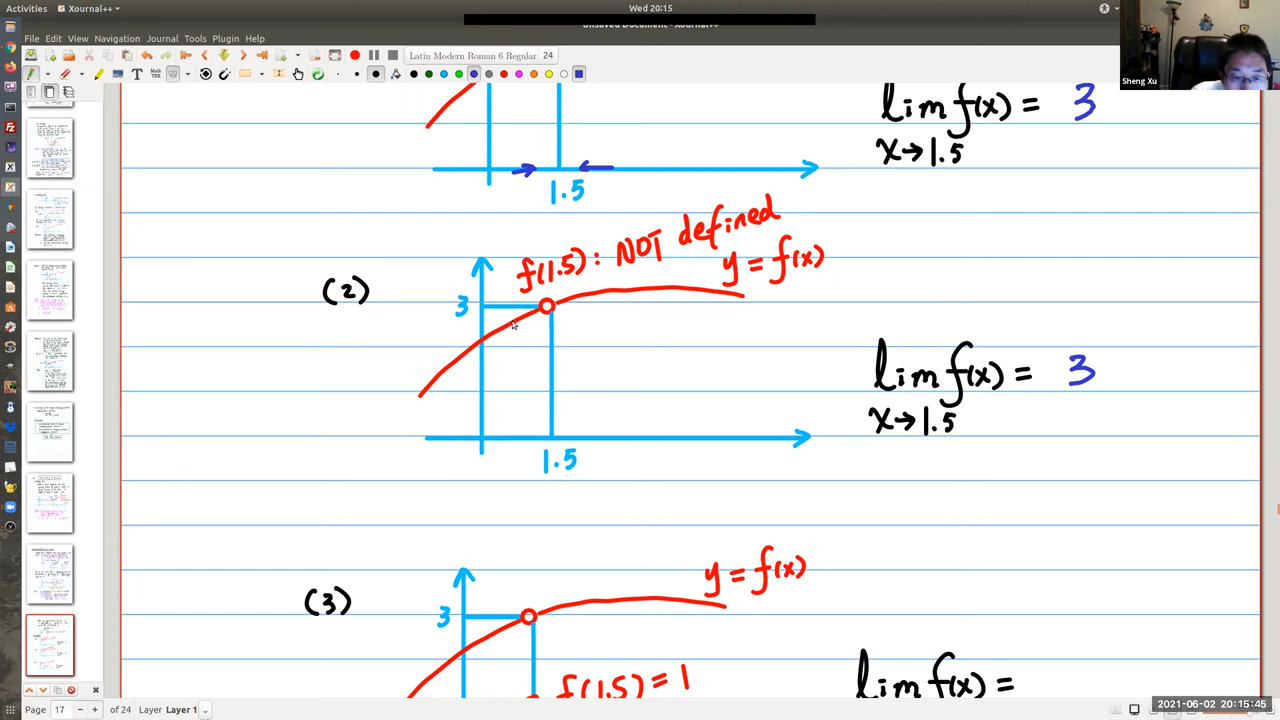 Activities
Xournal++
Wed 20:15
Unsaved Document - Xournal++
File Edit View Navigation Journal Tools Plugin Help
Latin Modern Roman 6 Regular 24
Sheng Xu
lim f(x) = 3
x→1.5
1.5
f(1.5): NOT defined
y = f(x)
(2)
3
lim f(x) = 3
x→1.5
1.5
y = f(x)
(3)
3
f(1.5) = 1
lim f(x) =
Page 17 of 24 Layer Layer 1
2021-06-02 20:15:45